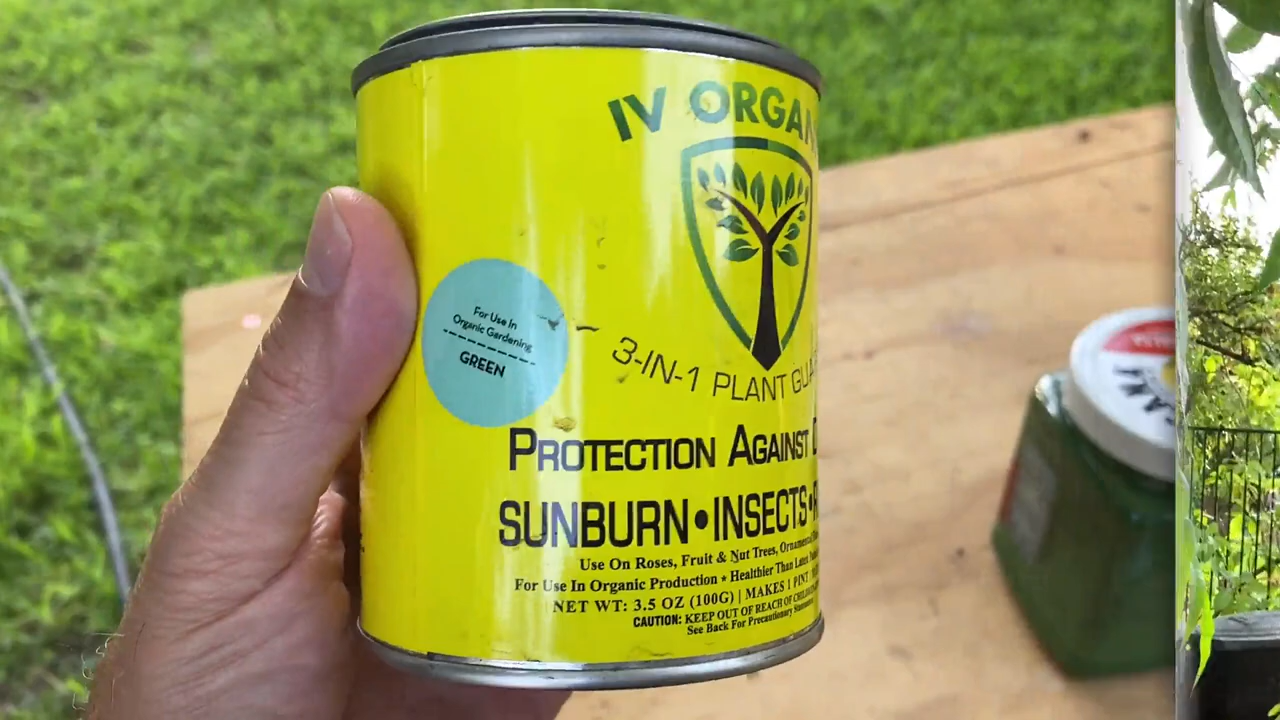 IV ORGAN
3-IN-1 PLANT GUA
For Use In
Organic Gardening
GREEN
PROTECTION AGAINST
SUNBURN•INSECTS•R
Use On Roses, Fruit & Nut Trees, Ornamental
For Use In Organic Production ★ Healthier Than Latex
NET WT: 3.5 OZ (100G) | MAKES 1 PINT
CAUTION: KEEP OUT OF REACH OF CHILDREN
See Back For Precautionary Statements